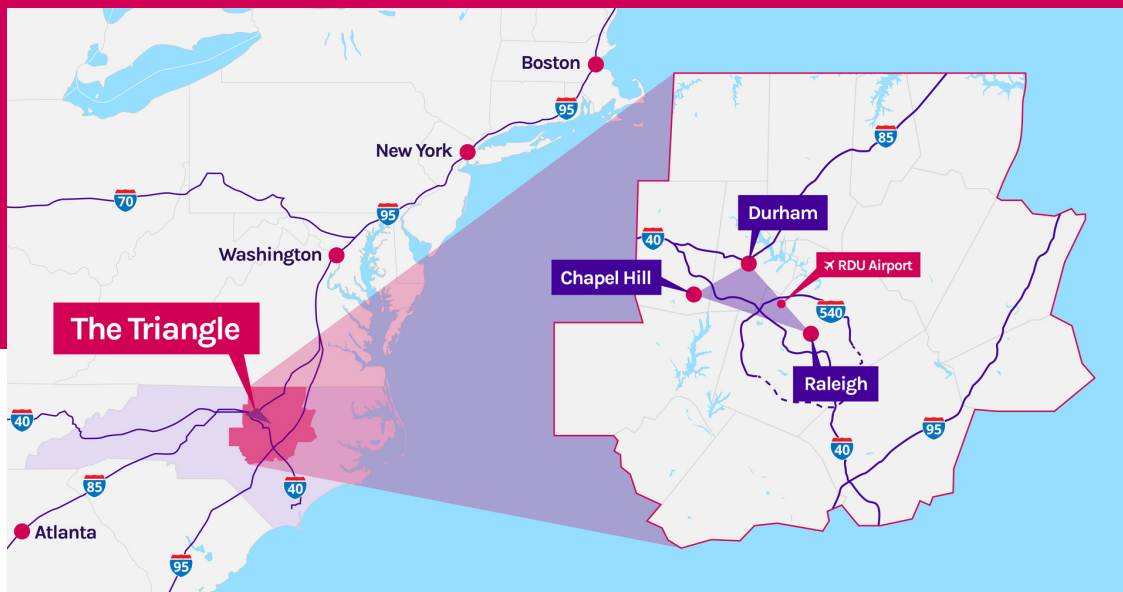 Boston
95
New York
70
95
Washington
The Triangle
40
85
40
Atlanta
95
85
Durham
40
RDU Airport
Chapel Hill
540
Raleigh
95
40